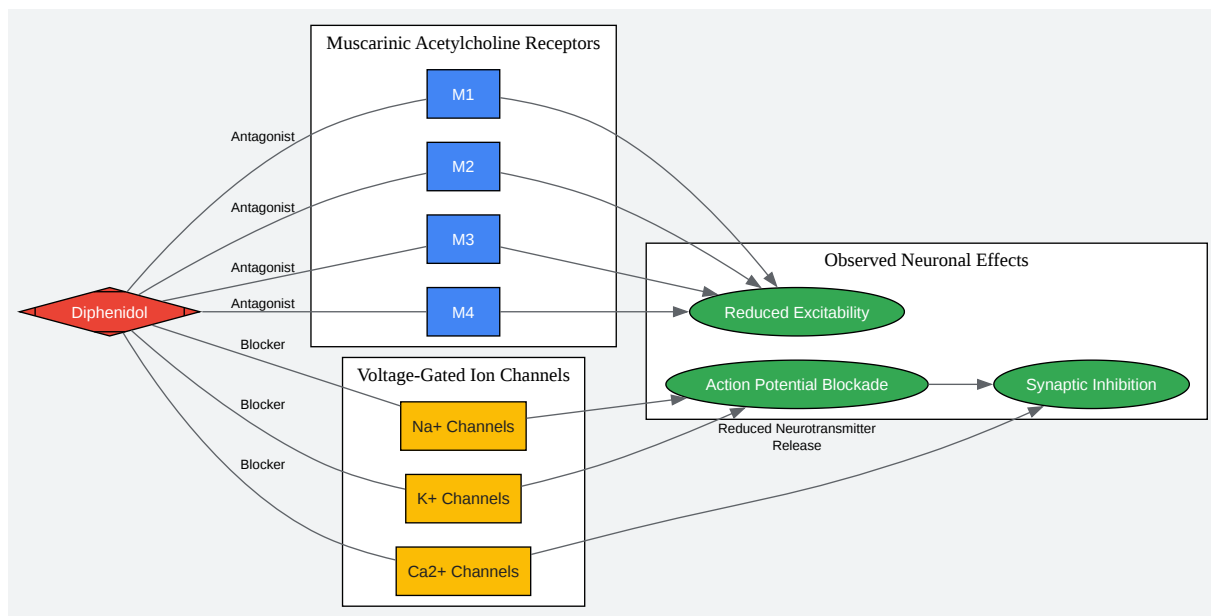 Muscarinic Acetylcholine Receptors
M1
Antagonist
M2
Antagonist
M3
Antagonist
M4
Antagonist
Diphenidol
Observed Neuronal Effects
Reduced Excitability
Action Potential Blockade
Synaptic Inhibition
Reduced Neurotransmitter
Release
Blocker
Voltage-Gated Ion Channels
Na+ Channels
Blocker
K+ Channels
Blocker
Ca2+ Channels